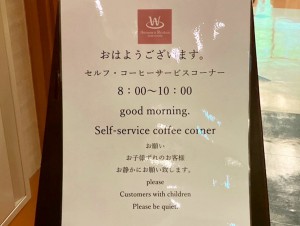 W
おはようございます。
セルフ・コーヒーサービスコーナー
8：00～10：00
good morning.
Self-service coffee corner
お願い
お子様連れのお客様
お静かにお願い致します。
please
Customers with children
Please be quiet.